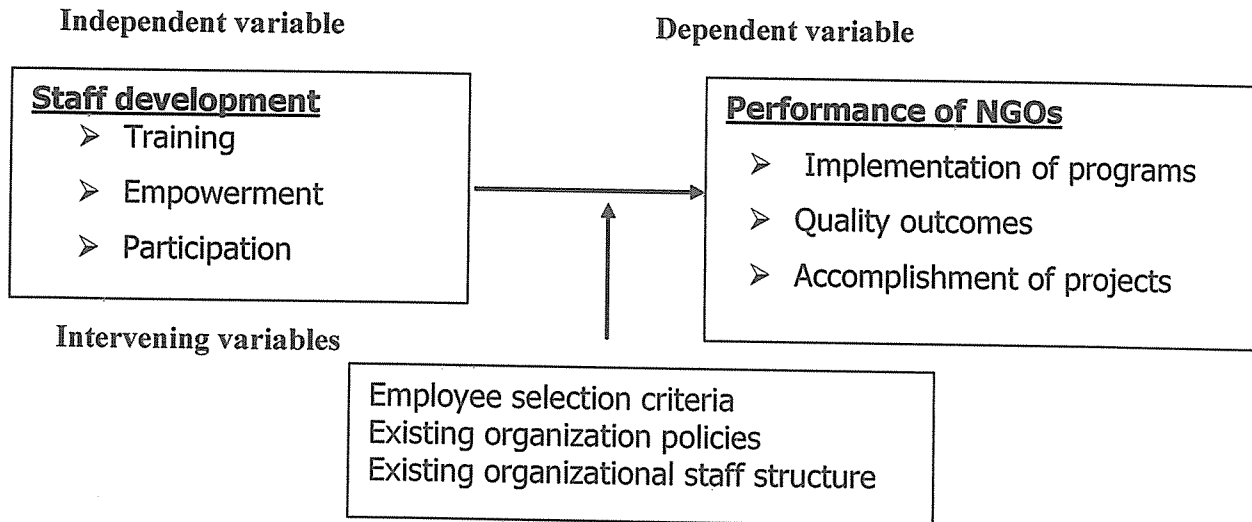 Independent variable
Dependent variable
Staff development
➢ Training
➢ Empowerment
➢ Participation
Performance of NGOs
➢ Implementation of programs
➢ Quality outcomes
➢ Accomplishment of projects
Intervening variables
Employee selection criteria
Existing organization policies
Existing organizational staff structure